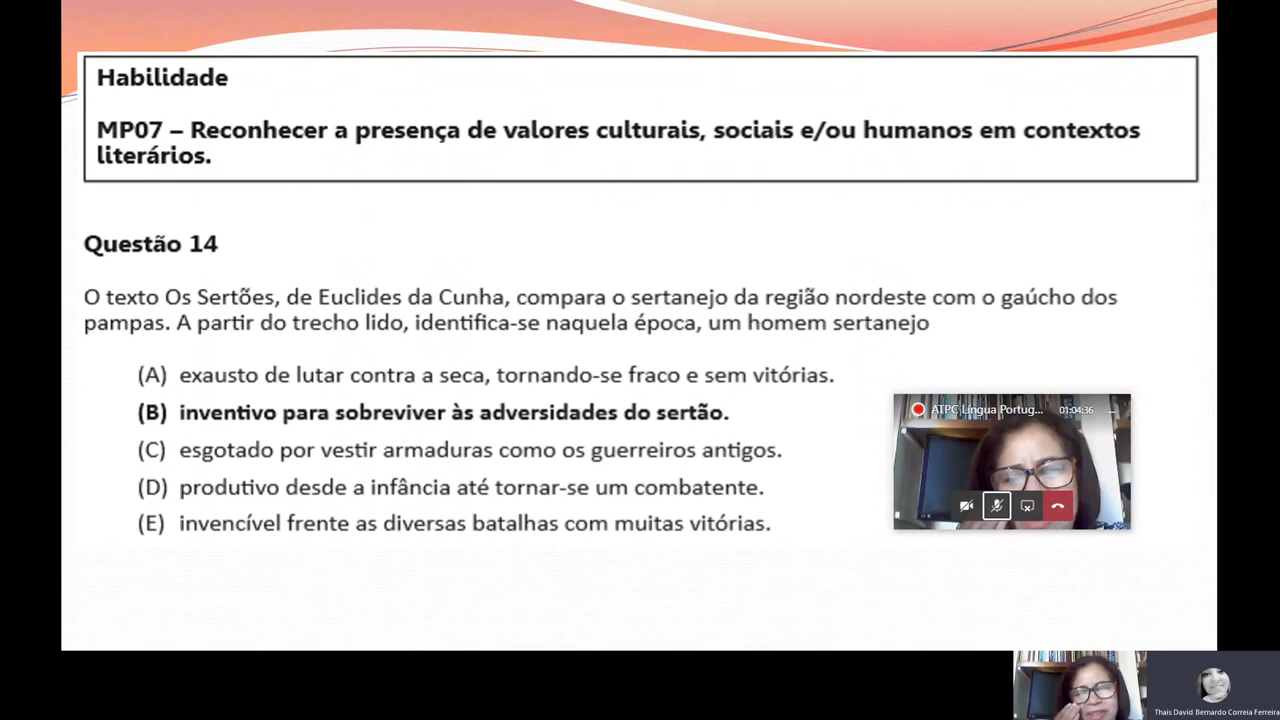 Habilidade
MP07 – Reconhecer a presença de valores culturais, sociais e/ou humanos em contextos
literários.
Questão 14
O texto Os Sertões, de Euclides da Cunha, compara o sertanejo da região nordeste com o gaúcho dos
pampas. A partir do trecho lido, identifica-se naquela época, um homem sertanejo
(A) exausto de lutar contra a seca, tornando-se fraco e sem vitórias.
(B) inventivo para sobreviver às adversidades do sertão.
(C) esgotado por vestir armaduras como os guerreiros antigos.
(D) produtivo desde a infância até tornar-se um combatente.
(E) invencível frente as diversas batalhas com muitas vitórias.
ATPC Língua Portug... 01:04:36
Thais David Bernardo Correia Ferreira